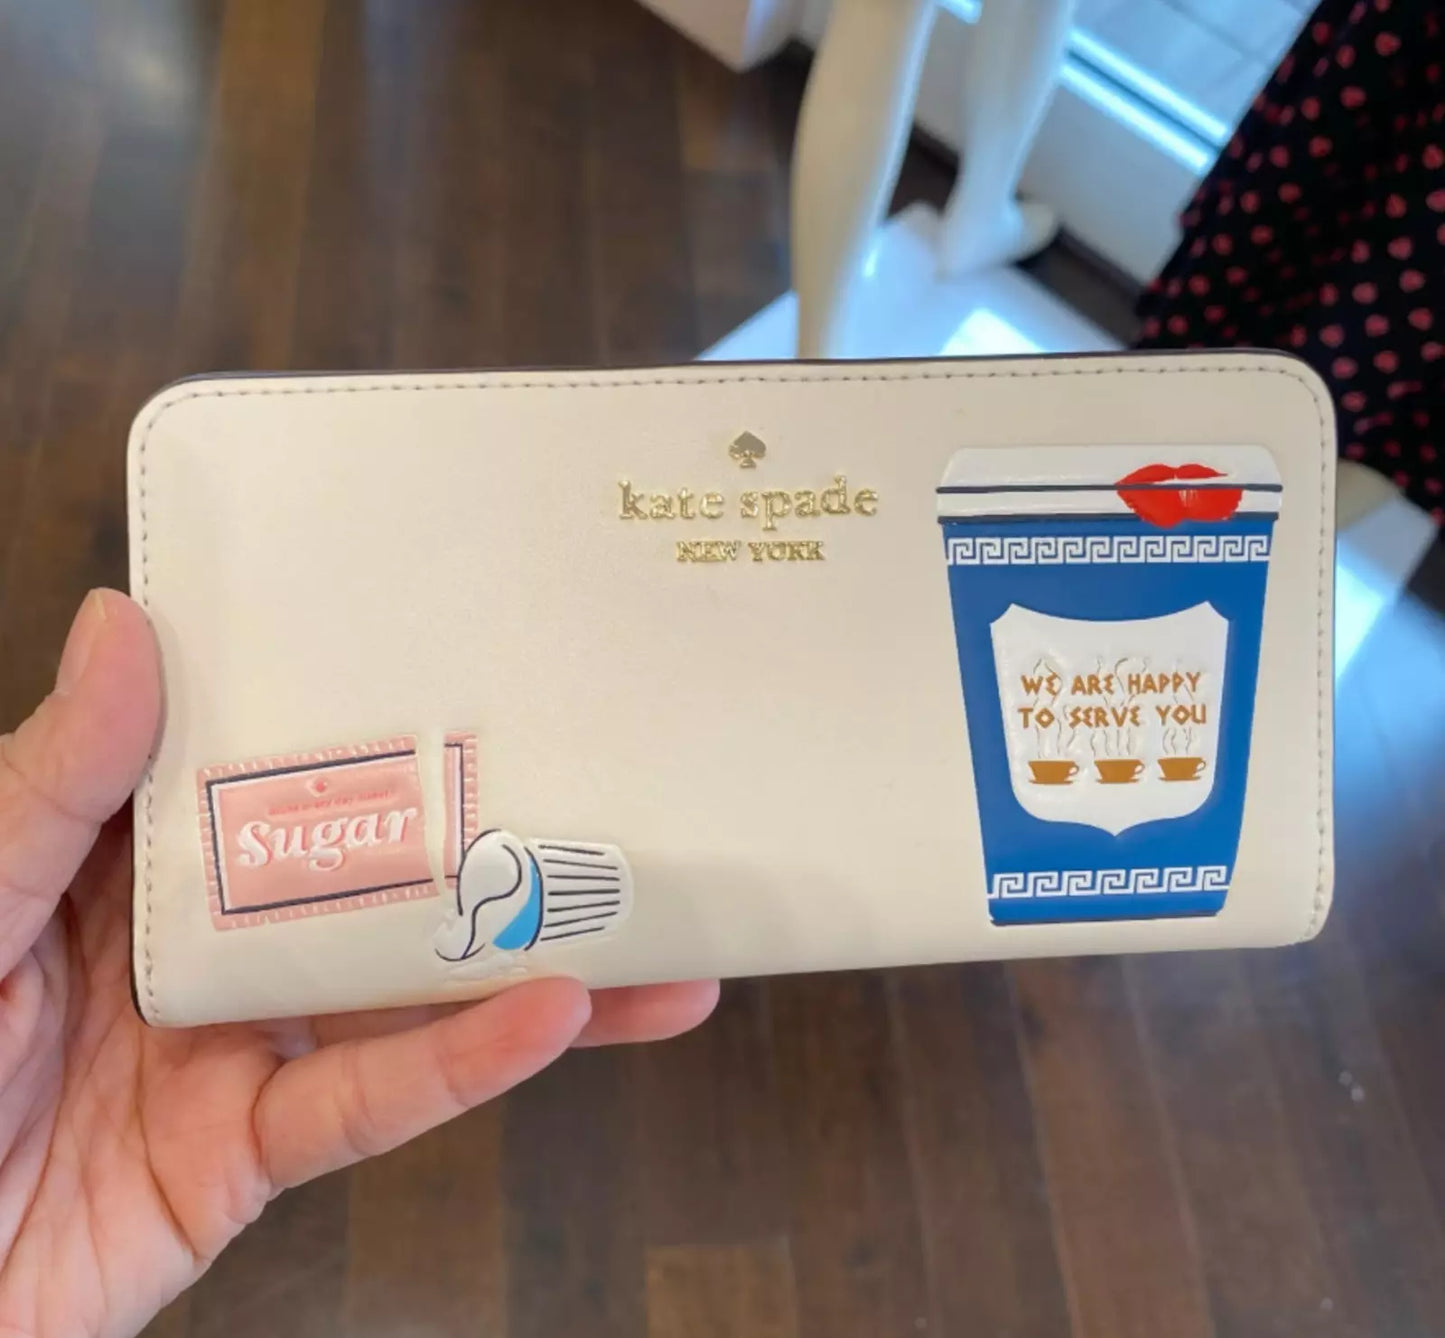 kate spade
NEW YORK
WE ARE HAPPY
TO SERVE YOU
Sugar